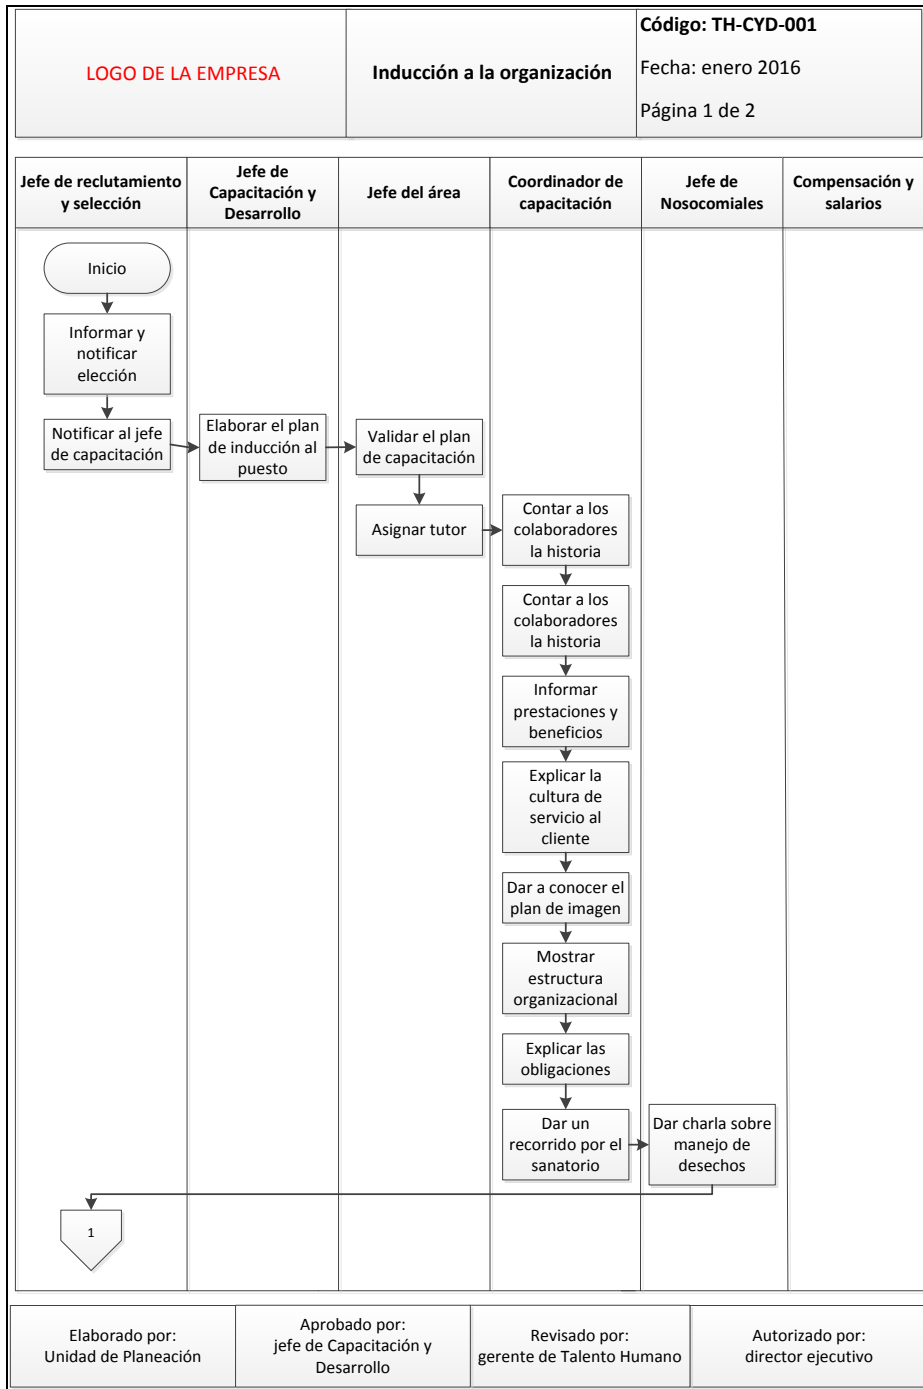 LOGO DE LA EMPRESA
Inducción a la organización
Código: TH-CYD-001
Fecha: enero 2016
Página 1 de 2
Jefe de reclutamiento
y selección
Jefe de
Capacitación y
Desarrollo
Jefe del área
Coordinador de
capacitación
Jefe de
Nosocomiales
Compensación y
salarios
Inicio
Informar y
notificar
elección
Notificar al jefe
de capacitación
Elaborar el plan
de inducción al
puesto
Validar el plan
de capacitación
Asignar tutor
Contar a los
colaboradores
la historia
Contar a los
colaboradores
la historia
Informar
prestaciones y
beneficios
Explicar la
cultura de
servicio al
cliente
Dar a conocer el
plan de imagen
Mostrar
estructura
organizacional
Explicar las
obligaciones
Dar un
recorrido por el
sanatorio
Dar charla sobre
manejo de
desechos
1
Elaborado por:
Unidad de Planeación
Aprobado por:
jefe de Capacitación y
Desarrollo
Revisado por:
gerente de Talento Humano
Autorizado por:
director ejecutivo